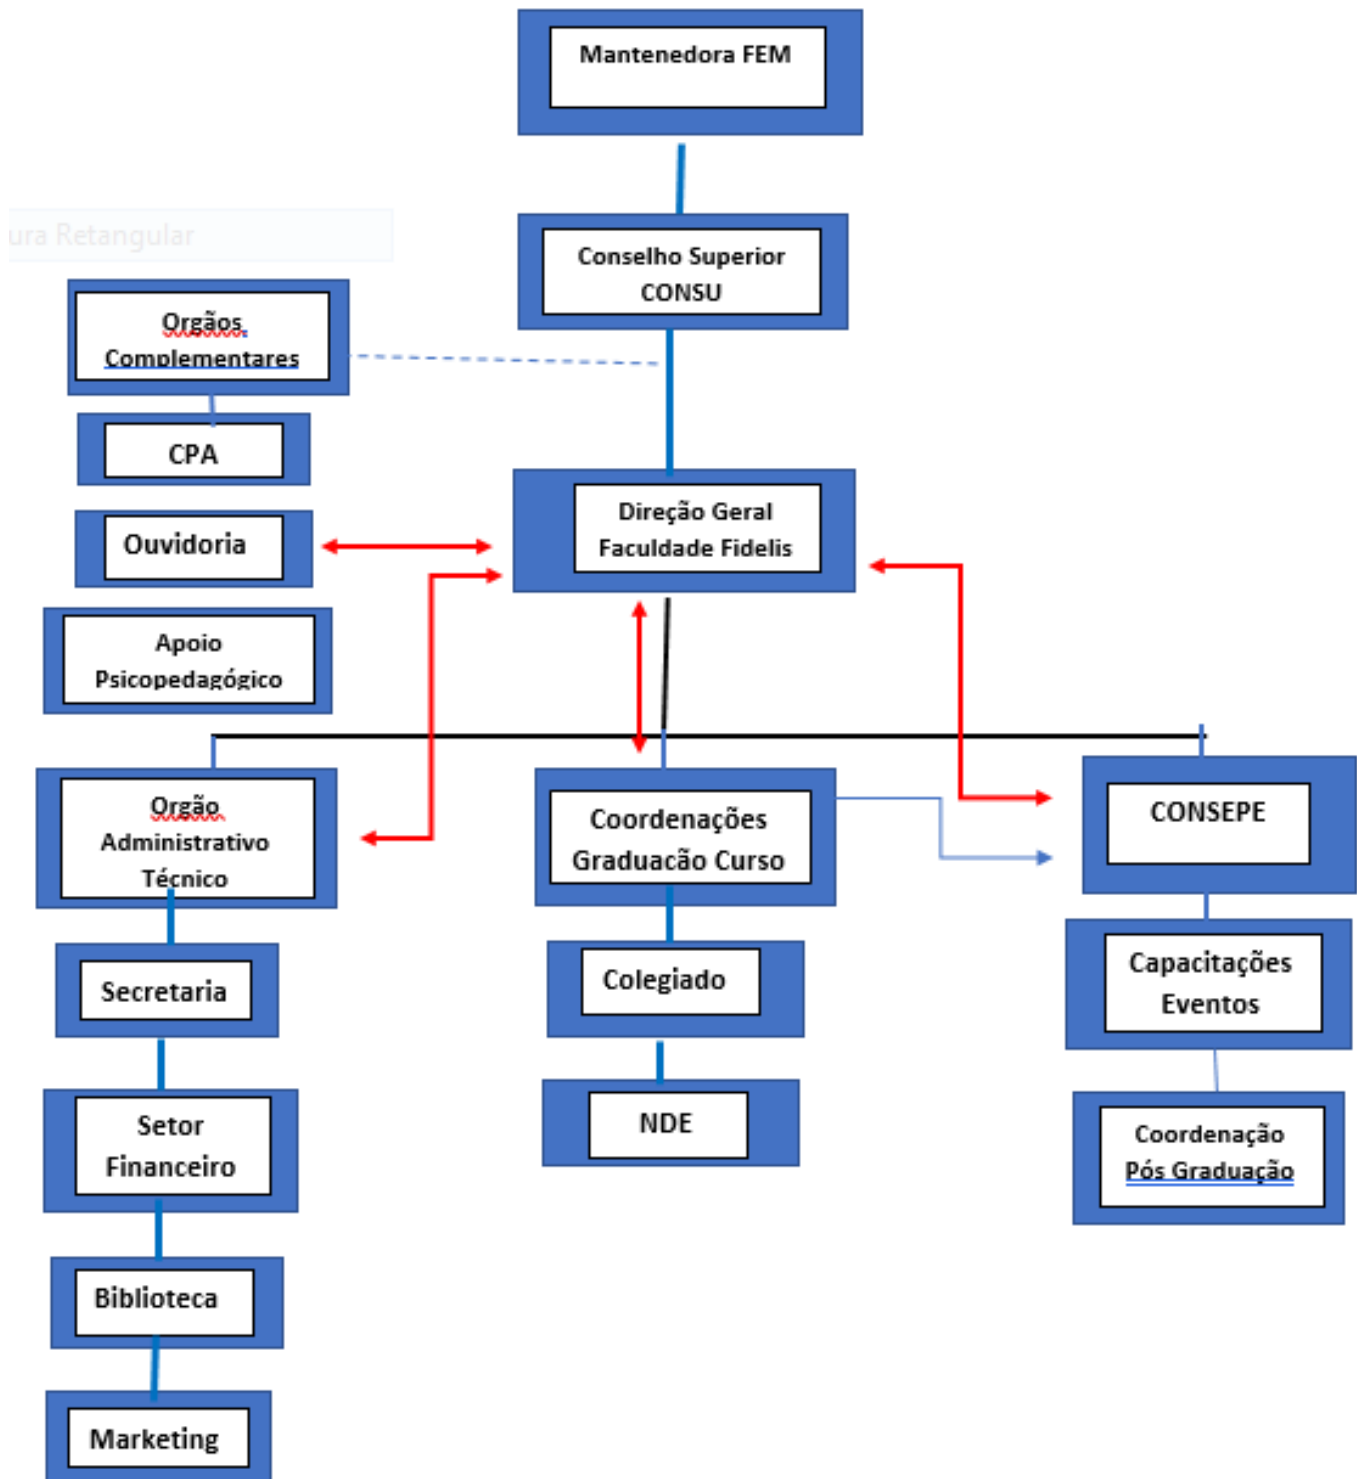 Mantenedora FEM
ura Retangular
Conselho Superior
CONSU
Orgãos
Complementares
CPA
Direção Geral
Faculdade Fidelis
Ouvidoria
Apoio
Psicopedagógico
Orgão
Administrativo
Técnico
Coordenações
Graduacão Curso
CONSEPE
Secretaria
Colegiado
Capacitações
Eventos
Setor
Financeiro
NDE
Coordenação
Pós Graduação
Biblioteca
Marketing